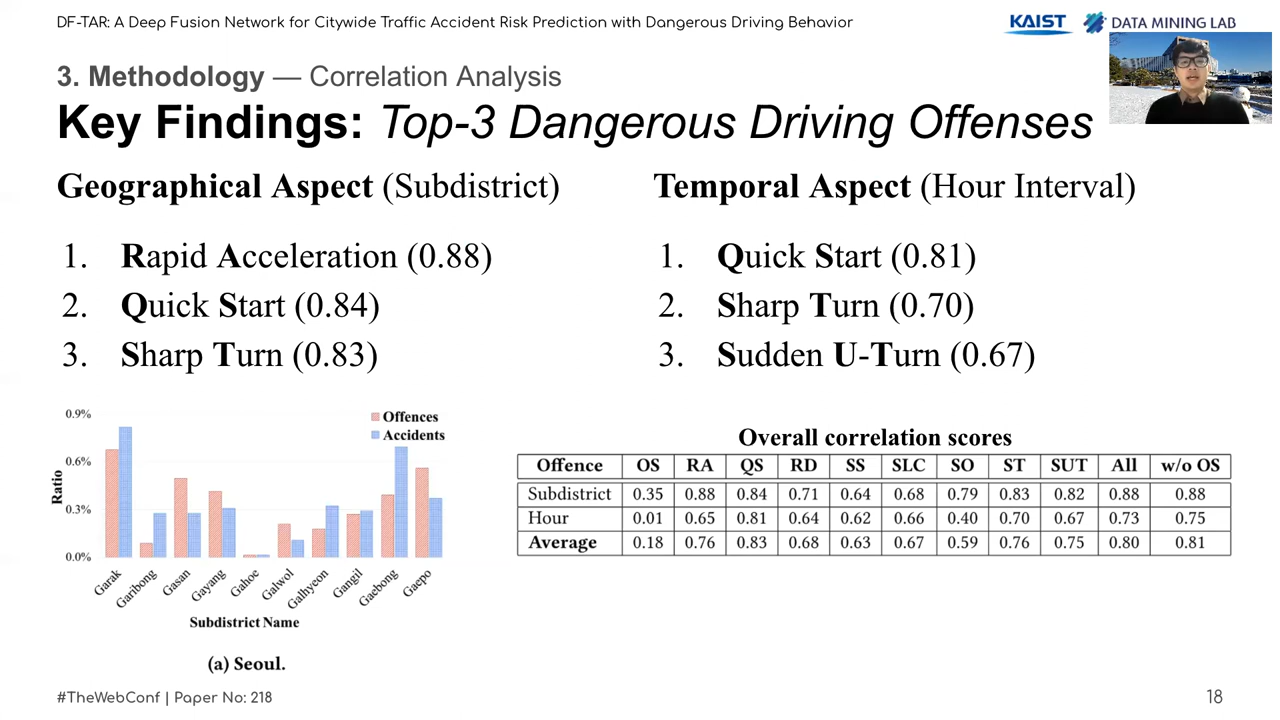 DF-TAR: A Deep Fusion Network for Citywide Traffic Accident Risk Prediction with Dangerous Driving Behavior
KAIST DATA MINING LAB
3. Methodology — Correlation Analysis
Key Findings: Top-3 Dangerous Driving Offenses
Geographical Aspect (Subdistrict)
1. Rapid Acceleration (0.88)
2. Quick Start (0.84)
3. Sharp Turn (0.83)
Temporal Aspect (Hour Interval)
1. Quick Start (0.81)
2. Sharp Turn (0.70)
3. Sudden U-Turn (0.67)
0.9%
0.6%
0.3%
0.0%
Ratio
Offences
Accidents
Garak
Garibong
Gasan
Gayang
Gahoe
Galwol
Galhyeon
Gangil
Gaebong
Gaepo
Subdistrict Name
(a) Seoul.
Overall correlation scores
Offence OS RA QS RD SS SLC SO ST SUT All w/o OS
Subdistrict 0.35 0.88 0.84 0.71 0.64 0.68 0.79 0.83 0.82 0.88 0.88
Hour 0.01 0.65 0.81 0.64 0.62 0.66 0.40 0.70 0.67 0.73 0.75
Average 0.18 0.76 0.83 0.68 0.63 0.67 0.59 0.76 0.75 0.80 0.81
#TheWebConf | Paper No: 218
18